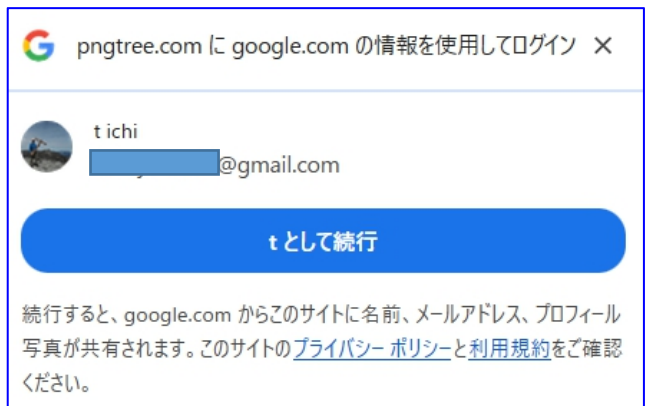 pngtree.com に google.com の情報を使用してログイン
t ichi
@gmail.com
t として続行
続行すると、google.com からこのサイトに名前、メールアドレス、プロフィール
写真が共有されます。このサイトのプライバシー ポリシーと利用規約をご確認
ください。